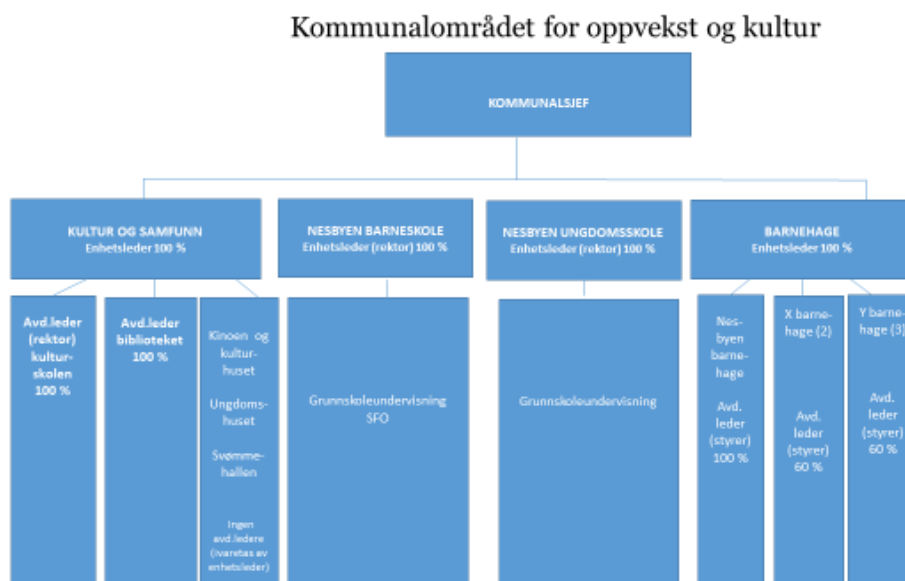 Kommunalområdet for oppvekst og kultur
KOMMUNALSJEF
KULTUR OG SAMFUNN
Enhetsleder 100 %
NESBYEN BARNESKOLE
Enhetsleder (rektor) 100 %
NESBYEN UNGDOMSSKOLE
Enhetsleder (rektor) 100 %
BARNEHAGE
Enhetsleder 100 %
Avd.leder
(rektor)
kultur-
skolen
100 %
Avd.leder
biblioteket
100 %
Kinoen og
kultur-
huset
Ungdoms-
huset
Svømme-
hallen
Ingen
avd.ledere
(ivaretas av
enhetsleder)
Grunnskoleundervisning
SFO
Grunnskoleundervisning
Nes-
byen
barne-
hage
Avd.
leder
(styrer)
100 %
X barne-
hage (2)
Avd.
leder
(styrer)
60 %
Y barne-
hage (3)
Avd.
leder
(styrer)
60 %